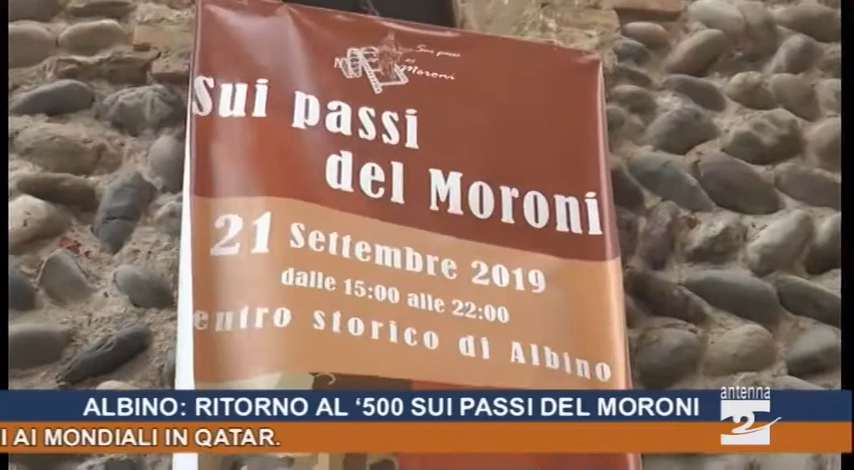 Sui passi
del Moroni
Sui passi
del Moroni
21 Settembre 2019
dalle 15:00 alle 22:00
entro storico di Albino
ALBINO: RITORNO AL ‘500 SUI PASSI DEL MORONI
I AI MONDIALI IN QATAR.
antenna
2